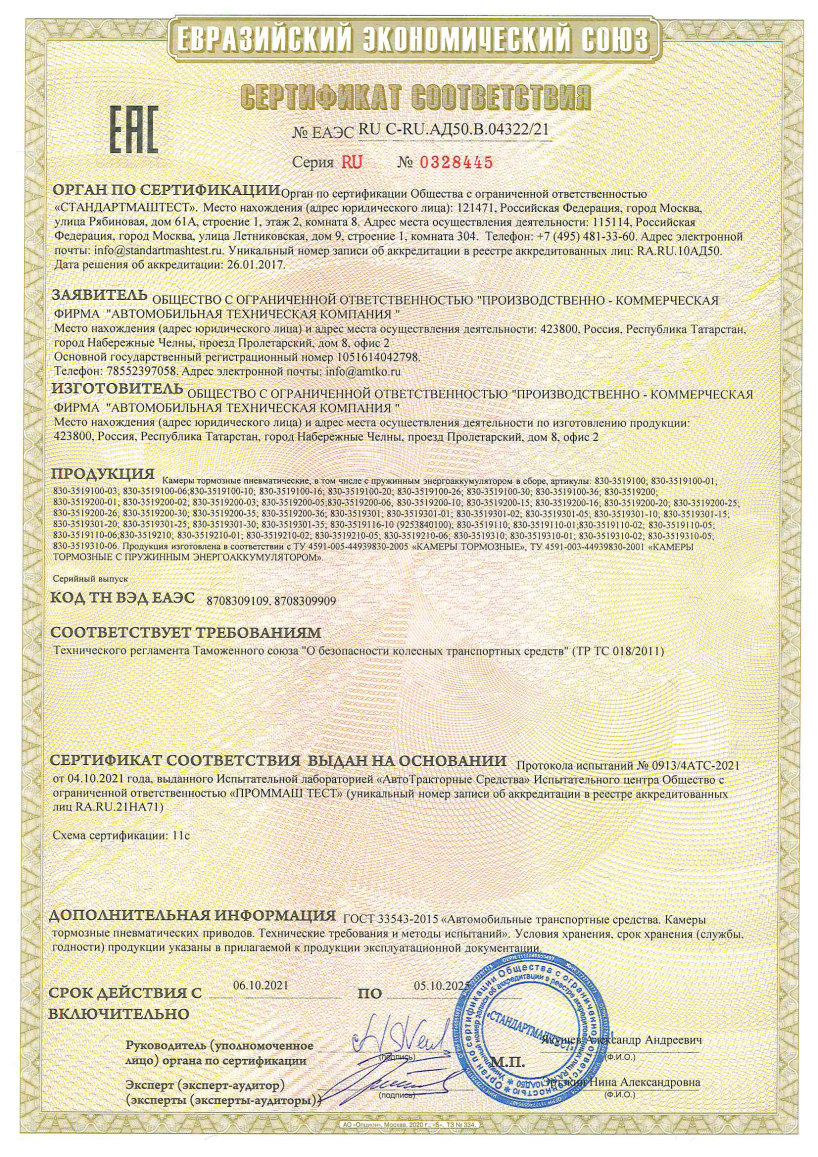 ЕВРАЗИЙСКИЙ ЭКОНОМИЧЕСКИЙ СОЮЗ
СЕРТИФИКАТ СООТВЕТСТВИЯ
ЕАС
№ ЕАЭС RU C-RU.АД50.В.04322/21
Серия RU № 0328445
ОРГАН ПО СЕРТИФИКАЦИИ Орган по сертификации Общества с ограниченной ответственностью
«СТАНДАРТМАШТЕСТ». Место нахождения (адрес юридического лица): 121471, Российская Федерация, город Москва,
улица Рябиновая, дом 61А, строение 1, этаж 2, комната 8. Адрес места осуществления деятельности: 115114, Российская
Федерация, город Москва, улица Летниковская, дом 9, строение 1, комната 304. Телефон: +7 (495) 481-33-60. Адрес электронной
почты: info@standartmashtest.ru. Уникальный номер записи об аккредитации в реестре аккредитованных лиц: RA.RU.10АД50.
Дата решения об аккредитации: 26.01.2017.
ЗАЯВИТЕЛЬ ОБЩЕСТВО С ОГРАНИЧЕННОЙ ОТВЕТСТВЕННОСТЬЮ "ПРОИЗВОДСТВЕННО - КОММЕРЧЕСКАЯ
ФИРМА "АВТОМОБИЛЬНАЯ ТЕХНИЧЕСКАЯ КОМПАНИЯ "
Место нахождения (адрес юридического лица) и адрес места осуществления деятельности: 423800, Россия, Республика Татарстан,
город Набережные Челны, проезд Пролетарский, дом 8, офис 2
Основной государственный регистрационный номер 1051614042798.
Телефон: 78552397058. Адрес электронной почты: info@amtko.ru
ИЗГОТОВИТЕЛЬ ОБЩЕСТВО С ОГРАНИЧЕННОЙ ОТВЕТСТВЕННОСТЬЮ "ПРОИЗВОДСТВЕННО - КОММЕРЧЕСКАЯ
ФИРМА "АВТОМОБИЛЬНАЯ ТЕХНИЧЕСКАЯ КОМПАНИЯ "
Место нахождения (адрес юридического лица) и адрес места осуществления деятельности по изготовлению продукции:
423800, Россия, Республика Татарстан, город Набережные Челны, проезд Пролетарский, дом 8, офис 2
ПРОДУКЦИЯ Камеры тормозные пневматические, в том числе с пружинным энергоаккумулятором в сборе, артикулы: 830-3519100; 830-3519100-01;
830-3519100-03; 830-3519100-06;830-3519100-10; 830-3519100-16; 830-3519100-20; 830-3519100-26; 830-3519100-30; 830-3519100-36; 830-3519200;
830-3519200-01; 830-3519200-02; 830-3519200-03; 830-3519200-05;830-3519200-06, 830-3519200-10; 830-3519200-15, 830-3519200-16; 830-3519200-20; 830-3519200-25;
830-3519200-26; 830-3519200-30; 830-3519200-35; 830-3519200-36; 830-3519301; 830-3519301-01; 830-3519301-02; 830-3519301-05; 830-3519301-10; 830-3519301-15;
830-3519301-20; 830-3519301-25; 830-3519301-30; 830-3519301-35; 830-3519116-10 (9253840100); 830-3519110; 830-3519110-01;830-3519110-02; 830-3519110-05;
830-3519110-06;830-3519210; 830-3519210-01; 830-3519210-02; 830-3519210-05; 830-3519210-06; 830-3519310; 830-3519310-01; 830-3519310-02; 830-3519310-05;
830-3519310-06. Продукция изготовлена в соответствии с ТУ 4591-005-44939830-2005 «КАМЕРЫ ТОРМОЗНЫЕ», ТУ 4591-003-44939830-2001 «КАМЕРЫ
ТОРМОЗНЫЕ С ПРУЖИННЫМ ЭНЕРГОАККУМУЛЯТОРОМ».
Серийный выпуск
КОД ТН ВЭД ЕАЭС 8708309109, 8708309909
СООТВЕТСТВУЕТ ТРЕБОВАНИЯМ
Технического регламента Таможенного союза "О безопасности колесных транспортных средств" (ТР ТС 018/2011)
СЕРТИФИКАТ СООТВЕТСТВИЯ ВЫДАН НА ОСНОВАНИИ Протокола испытаний № 0913/4АТС-2021
от 04.10.2021 года, выданного Испытательной лабораторией «АвтоТракторные Средства» Испытательного центра Общество с
ограниченной ответственностью «ПРОММАШ ТЕСТ» (уникальный номер записи об аккредитации в реестре аккредитованных
лиц RA.RU.21НА71)
Схема сертификации: 11с
ДОПОЛНИТЕЛЬНАЯ ИНФОРМАЦИЯ ГОСТ 33543-2015 «Автомобильные транспортные средства. Камеры
тормозные пневматических приводов. Технические требования и методы испытаний». Условия хранения, срок хранения (службы,
годности) продукции указаны в прилагаемой к продукции эксплуатационной документации.
СРОК ДЕЙСТВИЯ С 06.10.2021 ПО 05.10.2025
ВКЛЮЧИТЕЛЬНО
Руководитель (уполномоченное
лицо) органа по сертификации
(подпись)
М.П.
Якушев Александр Андреевич
(Ф.И.О.)
Эксперт (эксперт-аудитор)
(эксперты (эксперты-аудиторы))
(подпись)
Нина Александровна
(Ф.И.О.)
«СТАНДАРТМАШТЕСТ»
АО «Опцион», Москва, 2020 г., «Б», ТЗ № 334.